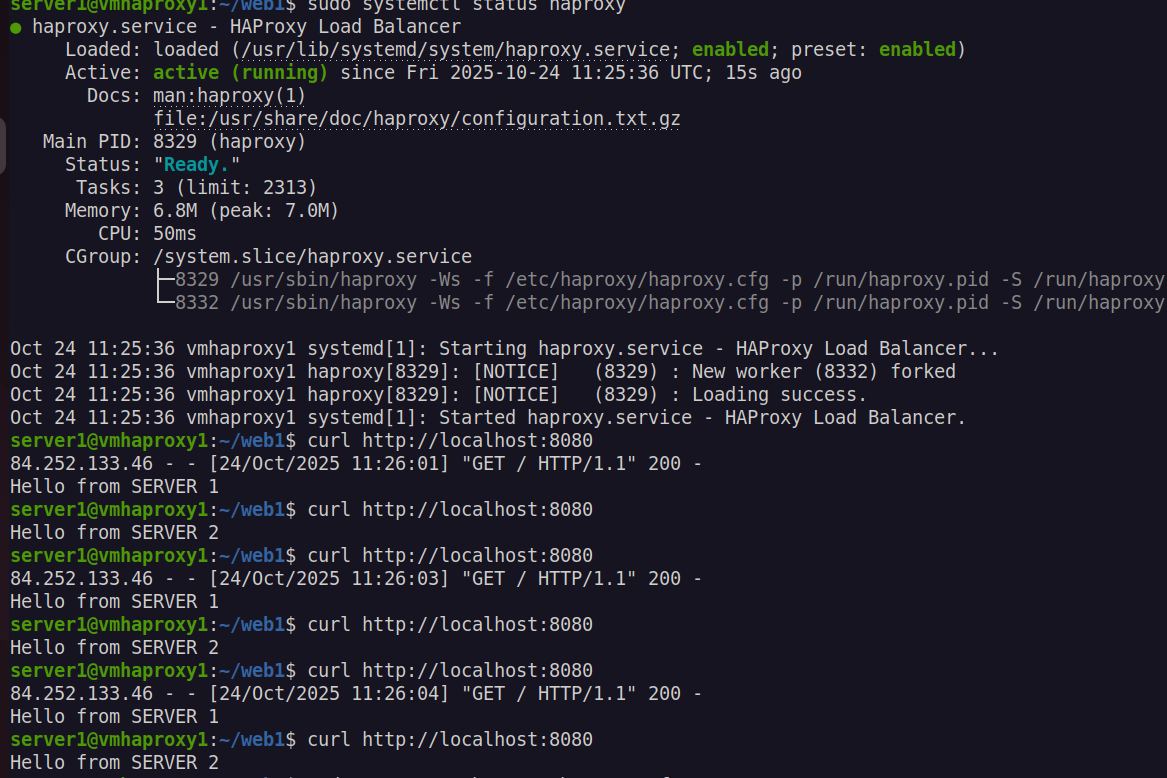 server1@vmhaproxy1:~/web1$ sudo systemctl status haproxy
● haproxy.service - HAProxy Load Balancer
Loaded: loaded (/usr/lib/systemd/system/haproxy.service; enabled; preset: enabled)
Active: active (running) since Fri 2025-10-24 11:25:36 UTC; 15s ago
Docs: man:haproxy(1)
file:/usr/share/doc/haproxy/configuration.txt.gz
Main PID: 8329 (haproxy)
Status: "Ready."
Tasks: 3 (limit: 2313)
Memory: 6.8M (peak: 7.0M)
CPU: 50ms
CGroup: /system.slice/haproxy.service
├─8329 /usr/sbin/haproxy -Ws -f /etc/haproxy/haproxy.cfg -p /run/haproxy.pid -S /run/haproxy
└─8332 /usr/sbin/haproxy -Ws -f /etc/haproxy/haproxy.cfg -p /run/haproxy.pid -S /run/haproxy
Oct 24 11:25:36 vmhaproxy1 systemd[1]: Starting haproxy.service - HAProxy Load Balancer...
Oct 24 11:25:36 vmhaproxy1 haproxy[8329]: [NOTICE]   (8329) : New worker (8332) forked
Oct 24 11:25:36 vmhaproxy1 haproxy[8329]: [NOTICE]   (8329) : Loading success.
Oct 24 11:25:36 vmhaproxy1 systemd[1]: Started haproxy.service - HAProxy Load Balancer.
server1@vmhaproxy1:~/web1$ curl http://localhost:8080
84.252.133.46 - - [24/Oct/2025 11:26:01] "GET / HTTP/1.1" 200 -
Hello from SERVER 1
server1@vmhaproxy1:~/web1$ curl http://localhost:8080
Hello from SERVER 2
server1@vmhaproxy1:~/web1$ curl http://localhost:8080
84.252.133.46 - - [24/Oct/2025 11:26:03] "GET / HTTP/1.1" 200 -
Hello from SERVER 1
server1@vmhaproxy1:~/web1$ curl http://localhost:8080
Hello from SERVER 2
server1@vmhaproxy1:~/web1$ curl http://localhost:8080
84.252.133.46 - - [24/Oct/2025 11:26:04] "GET / HTTP/1.1" 200 -
Hello from SERVER 1
server1@vmhaproxy1:~/web1$ curl http://localhost:8080
Hello from SERVER 2